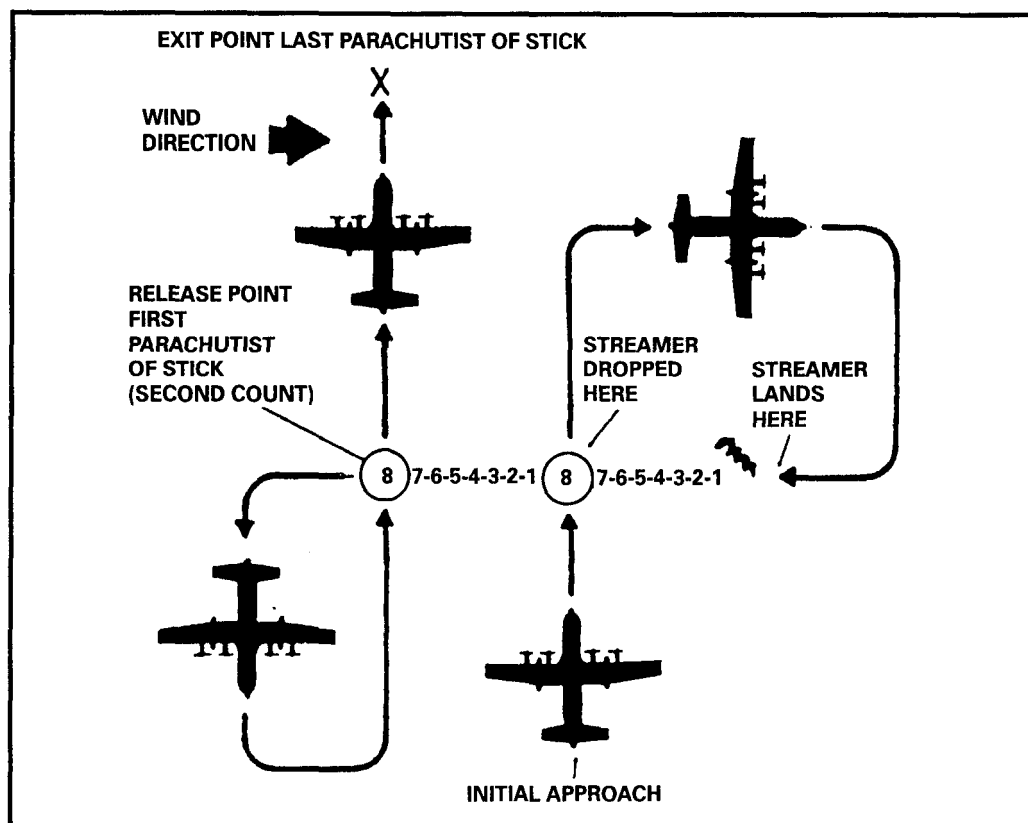 EXIT POINT LAST PARACHUTIST OF STICK
X
WIND
DIRECTION
RELEASE POINT
FIRST
PARACHUTIST
OF STICK
(SECOND COUNT)
STREAMER
DROPPED
HERE
STREAMER
LANDS
HERE
8 7-6-5-4-3-2-1 8 7-6-5-4-3-2-1
INITIAL APPROACH